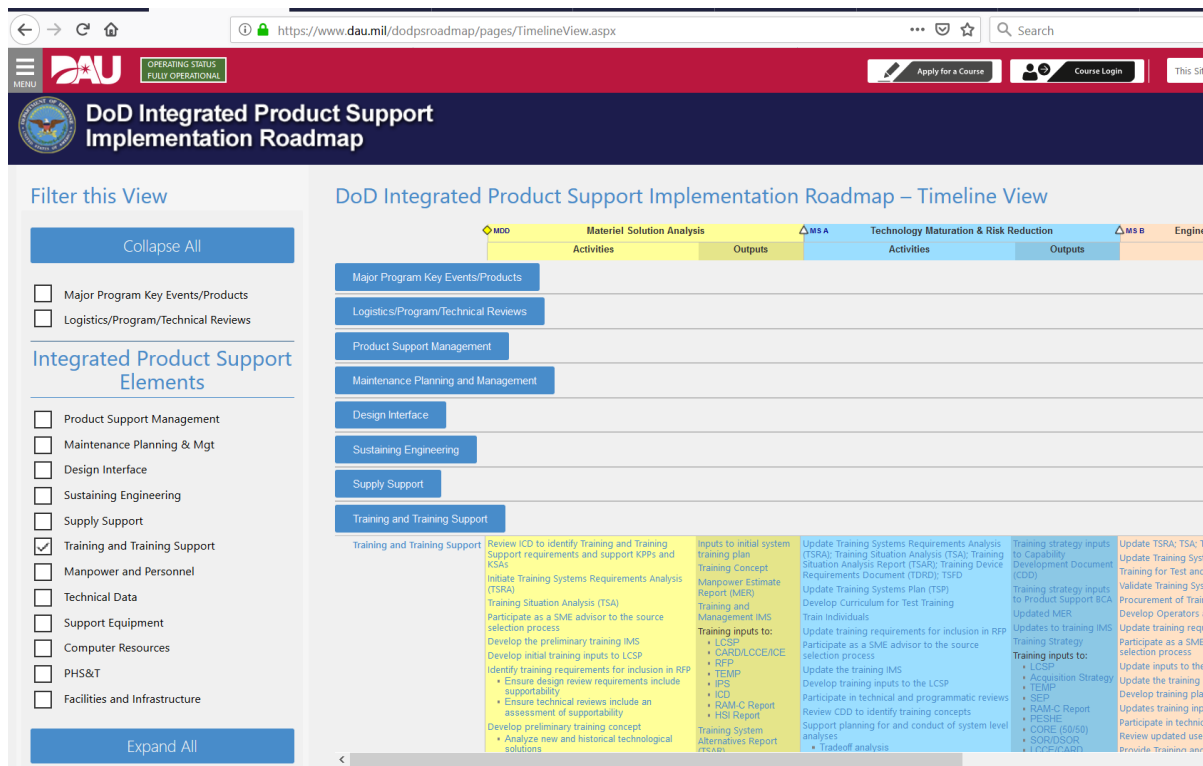 https://www.dau.mil/dodpsroadmap/pages/TimelineView.aspx
Search
MENU
DAU
OPERATING STATUS
FULLY OPERATIONAL
Apply for a Course
Course Login
This Sit
DoD Integrated Product Support
Implementation Roadmap
Filter this View
Collapse All
Major Program Key Events/Products
Logistics/Program/Technical Reviews
Integrated Product Support
Elements
Product Support Management
Maintenance Planning & Mgt
Design Interface
Sustaining Engineering
Supply Support
Training and Training Support
Manpower and Personnel
Technical Data
Support Equipment
Computer Resources
PHS&T
Facilities and Infrastructure
Expand All
DoD Integrated Product Support Implementation Roadmap – Timeline View
MDD
Materiel Solution Analysis
MS A
Technology Maturation & Risk Reduction
MS B
Engine
Activities
Outputs
Activities
Outputs
Major Program Key Events/Products
Logistics/Program/Technical Reviews
Product Support Management
Maintenance Planning and Management
Design Interface
Sustaining Engineering
Supply Support
Training and Training Support
Training and Training Support
Review ICD to identify Training and Training
Support requirements and support KPPs and
KSAs
Initiate Training Systems Requirements Analysis
(TSRA)
Training Situation Analysis (TSA)
Participate as a SME advisor to the source
selection process
Develop the preliminary training IMS
Develop initial training inputs to LCSP
Identify training requirements for inclusion in RFP
• Ensure design review requirements include
supportability
• Ensure technical reviews include an
assessment of supportability
Develop preliminary training concept
• Analyze new and historical technological
solutions
Inputs to initial system
training plan
Training Concept
Manpower Estimate
Report (MER)
Training and
Management IMS
Training inputs to:
• LCSP
• CARD/LCCE/ICE
• RFP
• TEMP
• IPS
• ICD
• RAM-C Report
• HSI Report
Training System
Alternatives Report
(TSAR)
Update Training Systems Requirements Analysis
(TSRA); Training Situation Analysis (TSA); Training
Situation Analysis Report (TSAR); Training Device
Requirements Document (TDRD); TSFD
Update Training Systems Plan (TSP)
Develop Curriculum for Test Training
Train Individuals
Update training requirements for inclusion in RFP
Participate as a SME advisor to the source
selection process
Update the training IMS
Develop training inputs to the LCSP
Participate in technical and programmatic reviews
Review CDD to identify training concepts
Support planning for and conduct of system level
analyses
• Tradeoff analysis
Training strategy inputs
to Capability
Development Document
(CDD)
Training strategy inputs
to Product Support BCA
Updated MER
Updates to training IMS
Training Strategy
Training inputs to:
• LCSP
• Acquisition Strategy
• TEMP
• SEP
• RAM-C Report
• PESHE
• CORE (50/50)
• SOR/DSOR
• LCCE/CARD
Update TSRA; TSA; T
Update Training Sys
Training for Test and
Validate Training Sys
Procurement of Trai
Develop Operators
Update training requ
Participate as a SME
selection process
Update inputs to the
Update the training
Develop training pla
Updates training inp
Participate in technic
Review updated use
Provide Training and